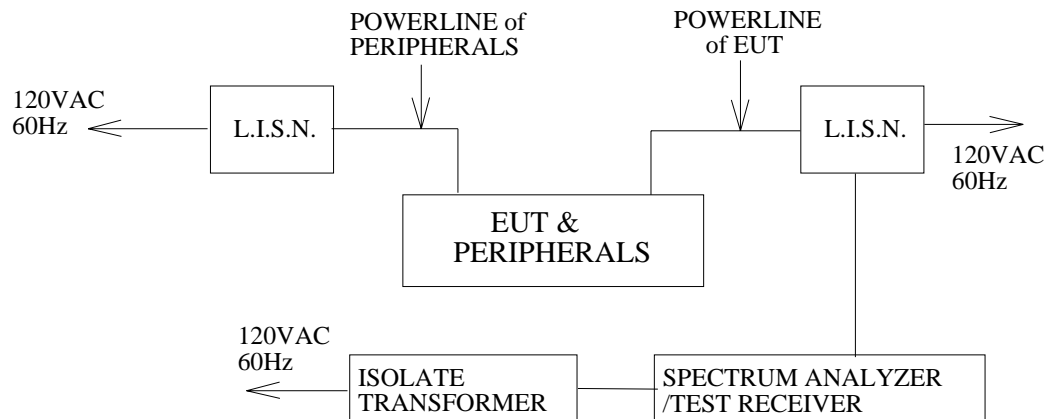 POWERLINE of
PERIPHERALS
POWERLINE
of EUT
120VAC
60Hz
L.I.S.N.
L.I.S.N.
120VAC
60Hz
EUT &
PERIPHERALS
120VAC
60Hz
ISOLATE
TRANSFORMER
SPECTRUM ANALYZER
/TEST RECEIVER